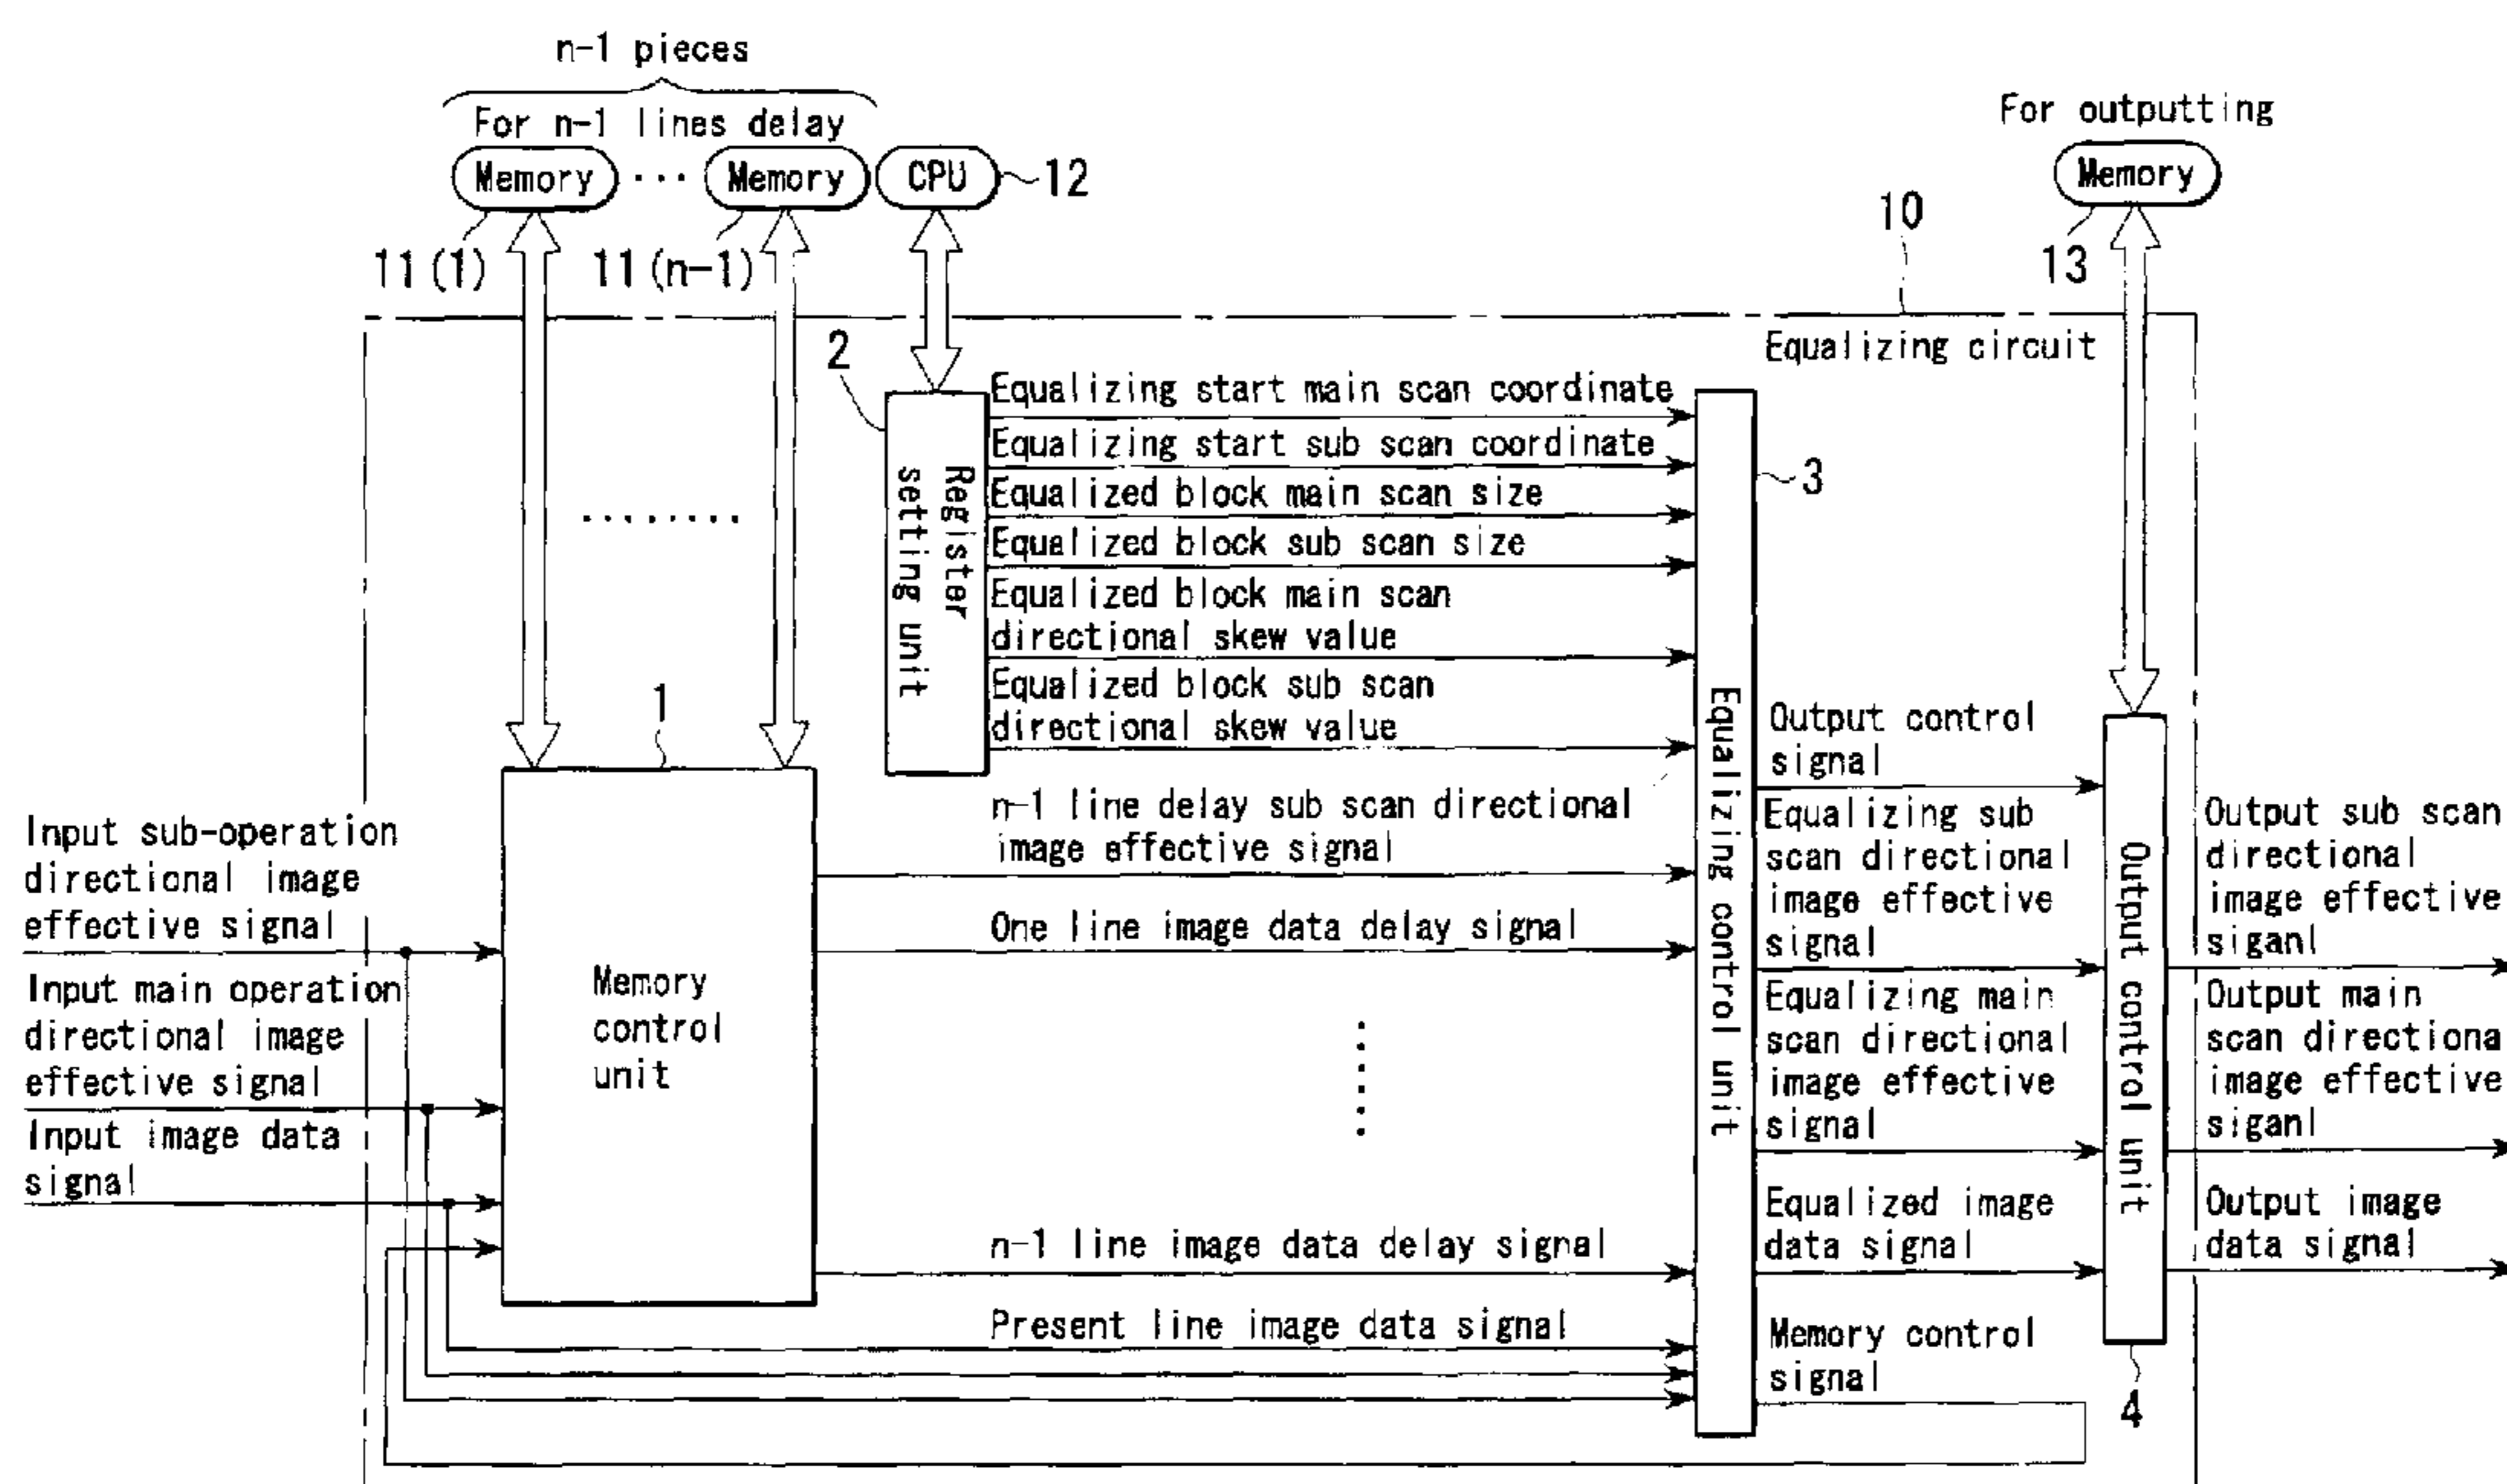 n-1 pieces
For n-1 lines delay
Memory ... Memory
CPU
12
11(1)
11(n-1)
For outputting
Memory
13
10
Equalizing circuit
2
Register
setting unit
Equalizing start main scan coordinate
Equalizing start sub scan coordinate
Equalized block main scan size
Equalized block sub scan size
Equalized block main scan
directional skew value
Equalized block sub scan
directional skew value
3
Equalizing control unit
1
Memory
control
unit
Input sub-operation
directional image
effective signal
Input main operation
directional image
effective signal
Input image data
signal
n-1 line delay sub scan directional
image effective signal
One line image data delay signal
n-1 line image data delay signal
Present line image data signal
Output control
signal
Equalizing sub
scan directional
image effective
signal
Equalizing main
scan directional
image effective
signal
Equalized image
data signal
Memory control
signal
Output control unit
4
Output sub scan
directional
image effective
siganl
Output main
scan directiona
image effective
siganl
Output image
data signal